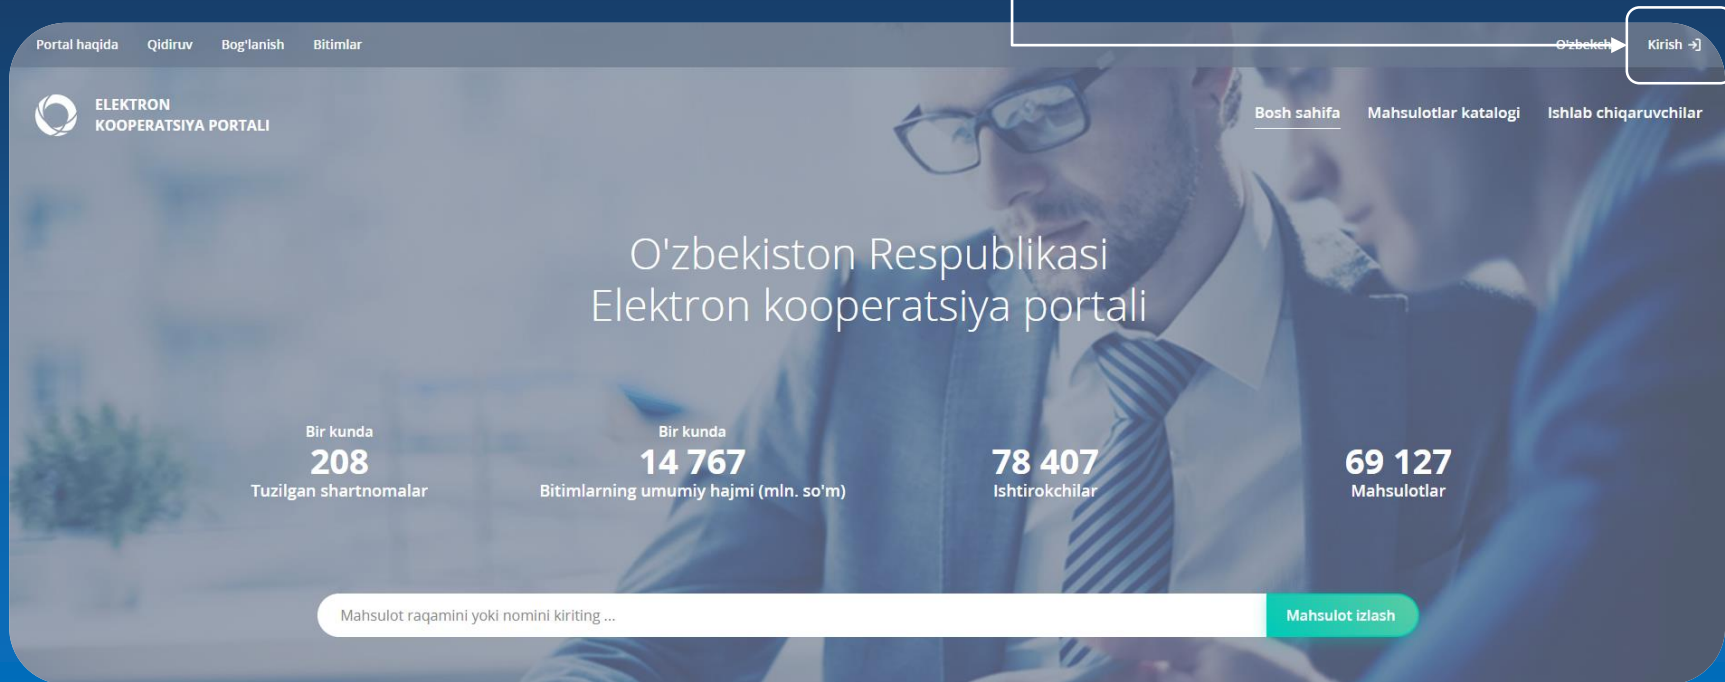 Portal haqida Qidiruv Bog'lanish Bitimlar Kirish
ELEKTRON
KOOPERATSIYA PORTALI
Bosh sahifa Mahsulotlar katalogi Ishlab chiqaruvchilar
O'zbekiston Respublikasi
Elektron kooperatsiya portali
Bir kunda
208
Tuzilgan shartnomalar
Bir kunda
14 767
Bitimlarning umumiy hajmi (mln. so'm)
78 407
Ishtirokchilar
69 127
Mahsulotlar
Mahsulot raqamini yoki nomini kiriting ...
Mahsulot izlash